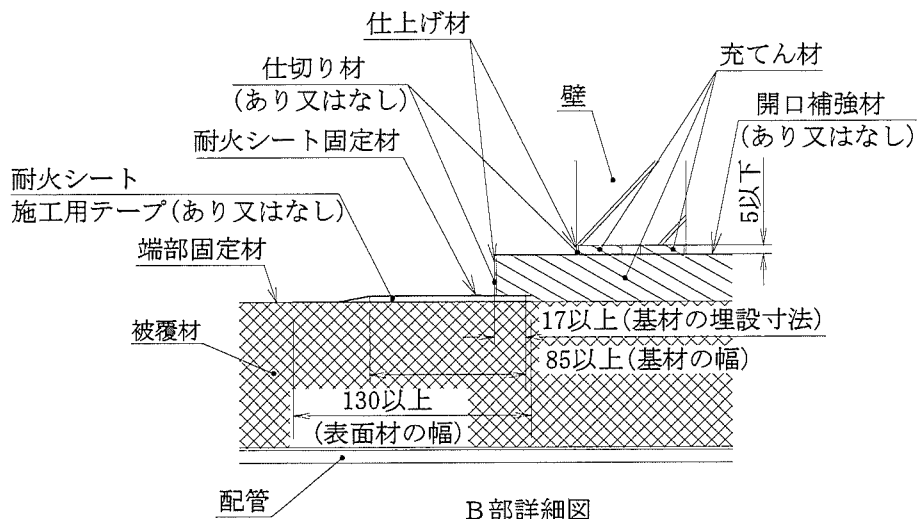 仕上げ材
仕切り材
(あり又はなし)
耐火シート固定材
耐火シート
施工用テープ(あり又はなし)
端部固定材
被覆材
充てん材
壁
開口補強材
(あり又はなし)
5以下
17以上(基材の埋設寸法)
85以上(基材の幅)
130以上
(表面材の幅)
配管
B部詳細図